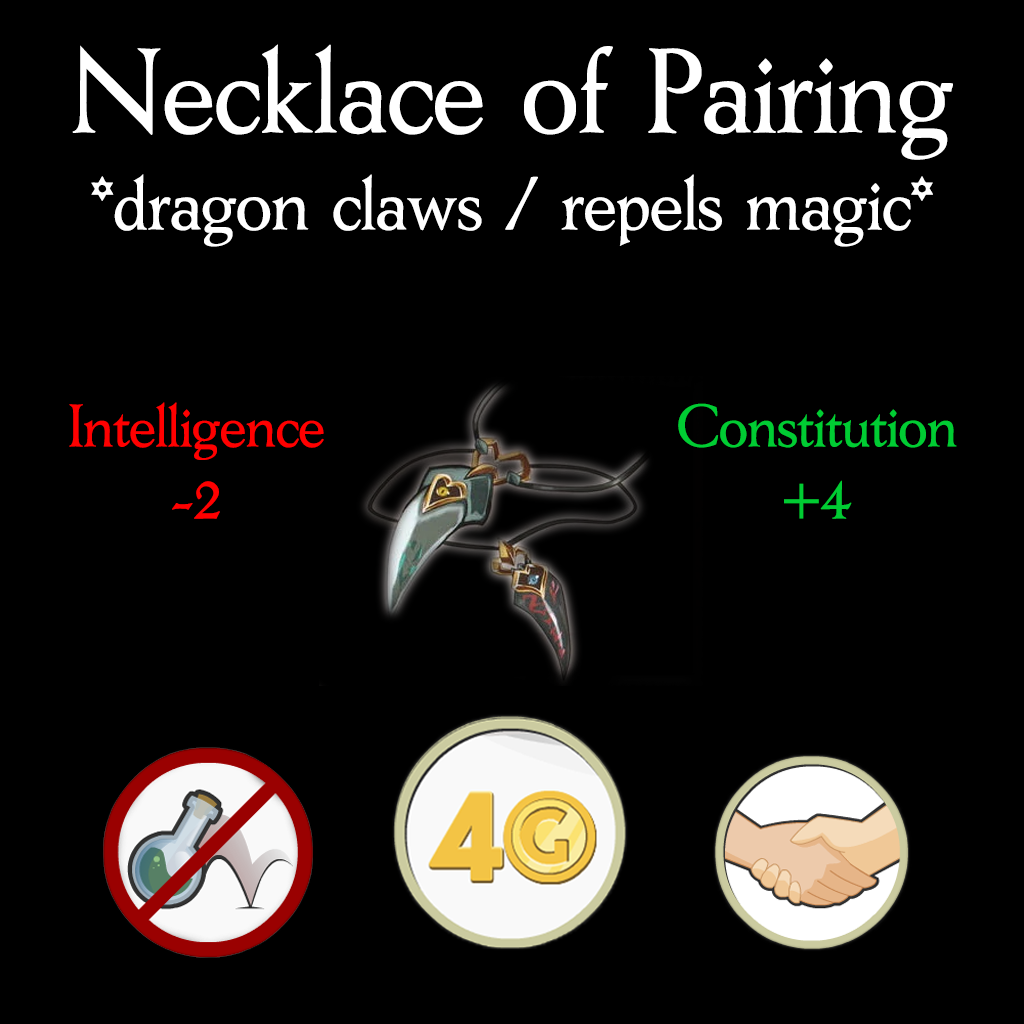 Necklace of Pairing
*dragon claws / repels magic*
Intelligence
-2
Constitution
+4
4G